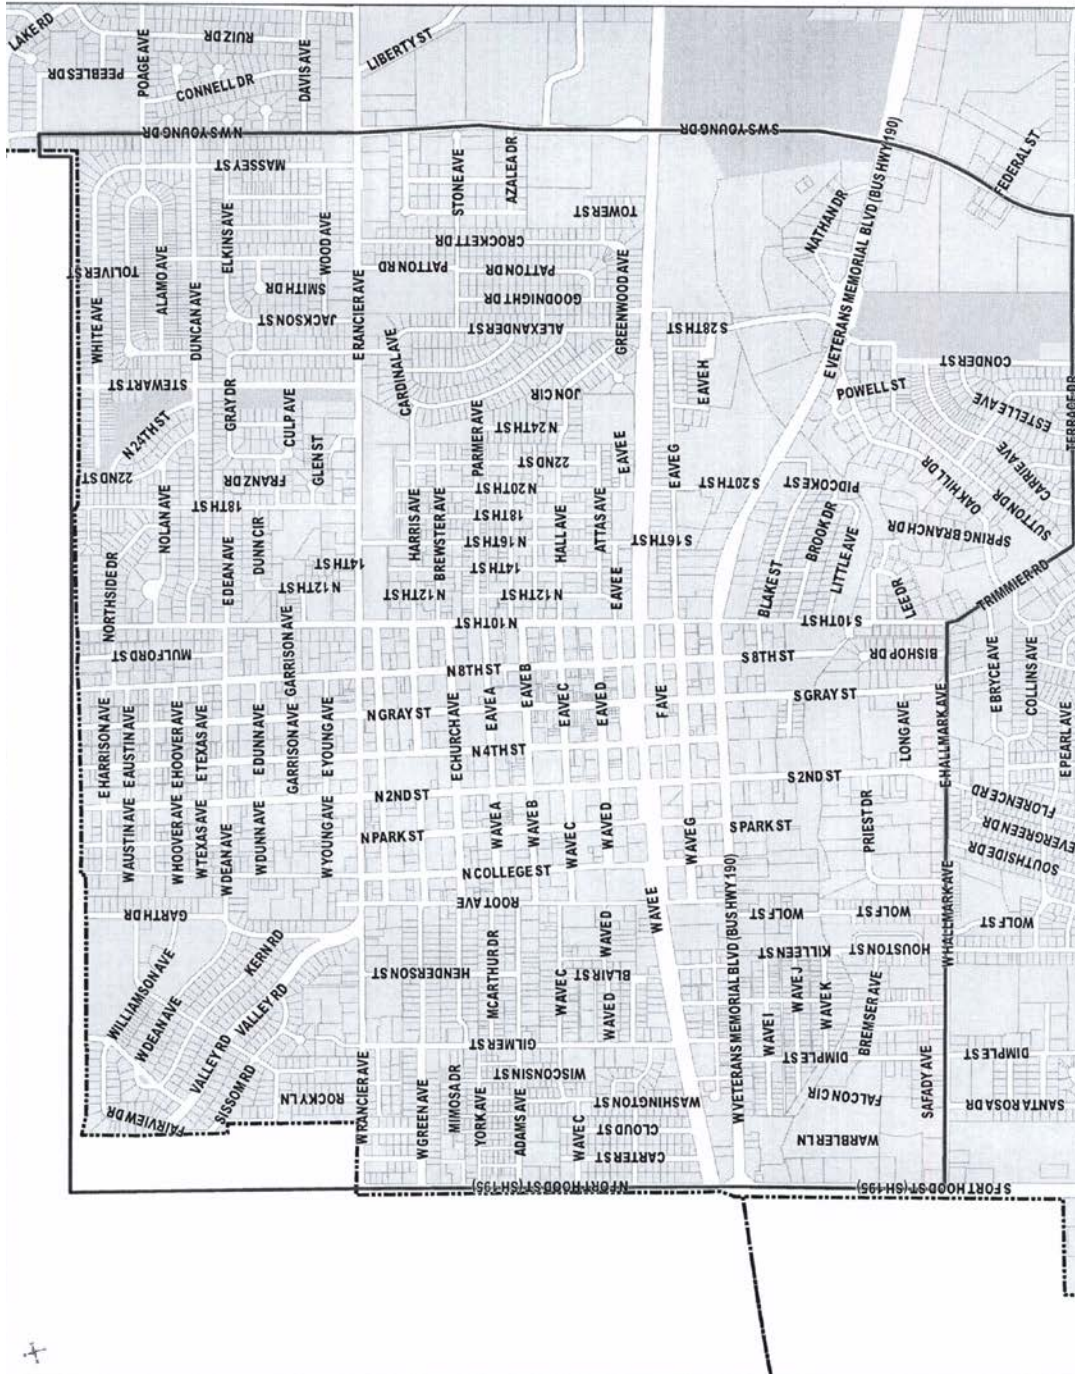 LAKE RD
RUIZ DR
POAGE AVE
DAVIS AVE
LIBERTY ST
PEEBLES DR
CONNELL DR
N W S YOUNG DR
S W S YOUNG DR
E VETERANS MEMORIAL BLVD (BUS HWY 190)
FEDERAL ST
MASSEY ST
STONE AVE
AZALEA DR
TOWER ST
NATHAN DR
ELKINS AVE
WOOD AVE
CROCKETT DR
TOLIVER ST
ALAMO AVE
SMITH DR
PATTON RD
PATTON DR
GOODNIGHT DR
GREENWOOD AVE
WHITE AVE
DUNCAN AVE
JACKSON ST
E RANCIER AVE
ALEXANDER ST
S 28TH ST
CONDER ST
STEWART ST
CARDINAL AVE
E AVE H
POWELL ST
ESTELLE AVE
TERRACE DR
N 24TH ST
GRAY DR
CULP AVE
JON CIR
N 24TH ST
PARMER AVE
22ND ST
FRANZ DR
GLEN ST
22ND ST
E AVE E
E AVE G
S 20TH ST
PIDCOKE ST
OAK HILL DR
CARRIE AVE
SUTTON DR
NOLAN AVE
18TH ST
N 20TH ST
18TH ST
HARRIS AVE
BREWSTER AVE
N 16TH ST
HALL AVE
ATTAS AVE
S 16TH ST
BROOK DR
SPRING BRANCH DR
NORTHSIDE DR
E DEAN AVE
DUNN CIR
14TH ST
14TH ST
N 12TH ST
N 12TH ST
N 12TH ST
E AVE E
BLAKE ST
LITTLE AVE
LEE DR
TRIMMIER RD
N 10TH ST
S 10TH ST
MULFORD ST
GARRISON AVE
N 8TH ST
S 8TH ST
BISHOP DR
E BRYCE AVE
COLLINS AVE
E HARRISON AVE
E AUSTIN AVE
E HOOVER AVE
E TEXAS AVE
E DUNN AVE
GARRISON AVE
E YOUNG AVE
N GRAY ST
E CHURCH AVE
E AVE A
E AVE B
E AVE C
E AVE D
F AVE
S GRAY ST
LONG AVE
E HALLMARK AVE
E PEARL AVE
N 4TH ST
N 2ND ST
S 2ND ST
W AUSTIN AVE
W HOOVER AVE
W TEXAS AVE
W DEAN AVE
W DUNN AVE
W YOUNG AVE
N PARK ST
W AVE A
W AVE B
W AVE C
W AVE D
W AVE G
S PARK ST
PRIEST DR
FLORENCE RD
EVERGREEN DR
SOUTHSIDE DR
N COLLEGE ST
GARTH DR
ROOT AVE
W AVE E
WOLF ST
WOLF ST
W HALLMARK AVE
WOLF ST
WILLIAMSON AVE
KERN RD
HENDERSON ST
MCARTHUR DR
W AVE C
W AVE D
BLAIR ST
KILLEEN ST
HOUSTON ST
W DEAN AVE
VALLEY RD
VALLEY RD
W AVE D
W VETERANS MEMORIAL BLVD (BUS HWY 190)
W AVE I
W AVE J
W AVE K
BREMSER AVE
GILMER ST
DIMPLE ST
DIMPLE ST
FAIRVIEW DR
SISSOM RD
ROCKY LN
W RANCIER AVE
W GREEN AVE
MIMOSA DR
YORK AVE
ADAMS AVE
WISCONSIN ST
WASHINGTON ST
CLOUD ST
CARTER ST
W AVE C
FALCON CIR
SAFADY AVE
SANTA ROSA DR
WARBLER LN
N FORT HOOD ST (SH 195)
S FORT HOOD ST (SH 195)